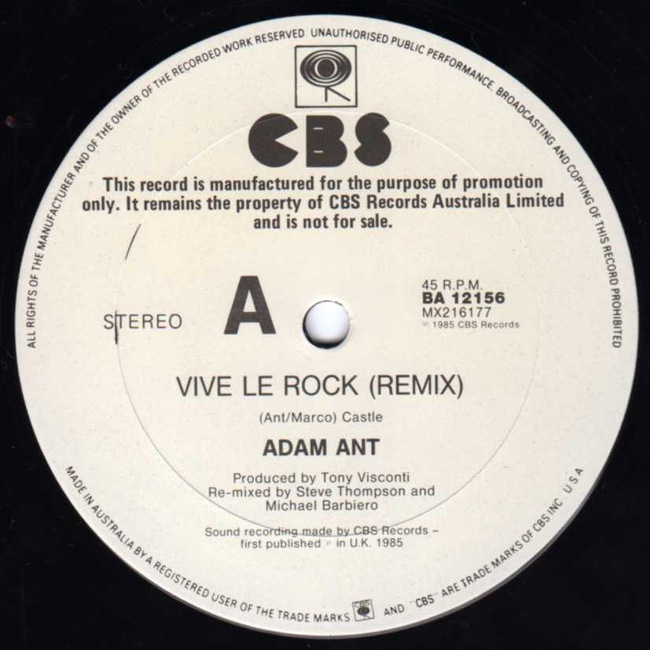 ALL RIGHTS OF THE MANUFACTURER AND OF THE OWNER OF THE RECORDED WORK RESERVED. UNAUTHORISED PUBLIC PERFORMANCE, BROADCASTING AND COPYING OF THIS RECORD PROHIBITED
CBS
This record is manufactured for the purpose of promotion
only. It remains the property of CBS Records Australia Limited
and is not for sale.
STEREO
A
45 R.P.M.
BA 12156
MX216177
℗ 1985 CBS Records
VIVE LE ROCK (REMIX)
(Ant/Marco) Castle
ADAM ANT
Produced by Tony Visconti
Re-mixed by Steve Thompson and
Michael Barbiero
Sound recording made by CBS Records –
first published ℗ in U.K. 1985
MADE IN AUSTRALIA BY A REGISTERED USER OF THE TRADE MARKS CBS AND "CBS" ARE TRADE MARKS OF CBS INC U S A